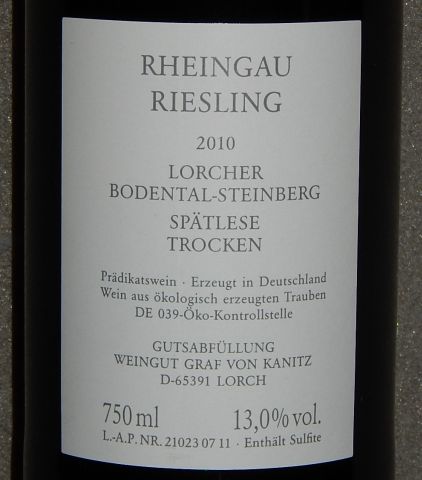 RHEINGAU
RIESLING
2010
LORCHER
BODENTAL-STEINBERG
SPÄTLESE
TROCKEN
Prädikatswein · Erzeugt in Deutschland
Wein aus ökologisch erzeugten Trauben
DE 039-Öko-Kontrollstelle
GUTSABFÜLLUNG
WEINGUT GRAF VON KANITZ
D-65391 LORCH
750 ml 13,0% vol.
L.-A.P. NR. 21023 07 11 · Enthält Sulfite